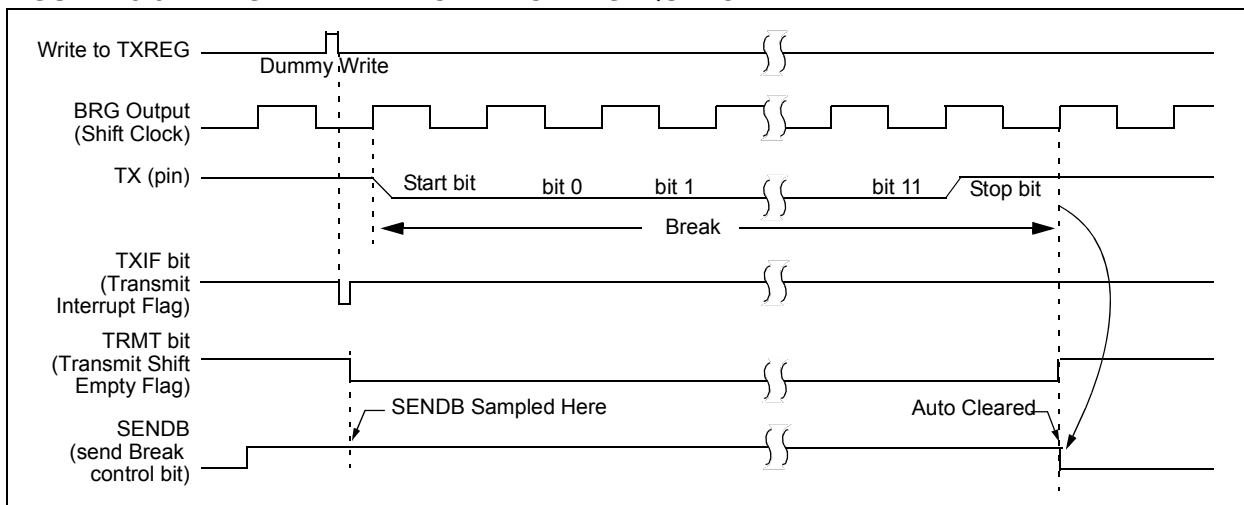 Write to TXREG
Dummy Write
BRG Output
(Shift Clock)
TX (pin)
Start bit
bit 0
bit 1
bit 11
Stop bit
Break
TXIF bit
(Transmit
Interrupt Flag)
TRMT bit
(Transmit Shift
Empty Flag)
SENDB Sampled Here
Auto Cleared
SENDB
(send Break
control bit)